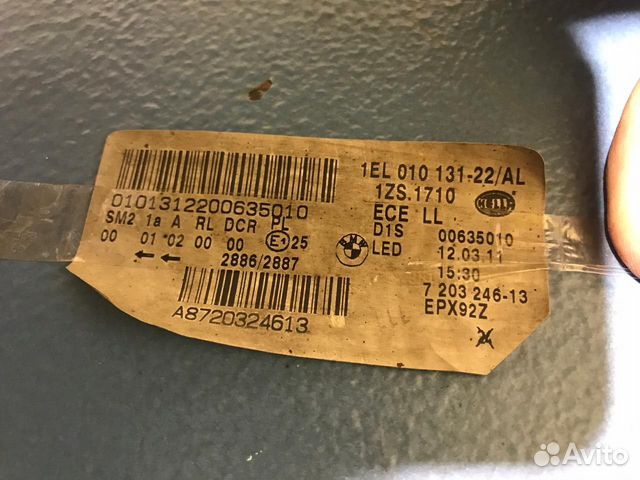 1EL 010 131-22/AL
0101312200635010
1ZS.1710
HELLA
SM2 1a A RL DCR PL
ECE LL
00 01 *02 00 00 E1 25
D1S 00635010
LED 12.03.11
2886/2887
15:30
7 203 246-13
A8720324613
EPX92Z
BMW
Avito